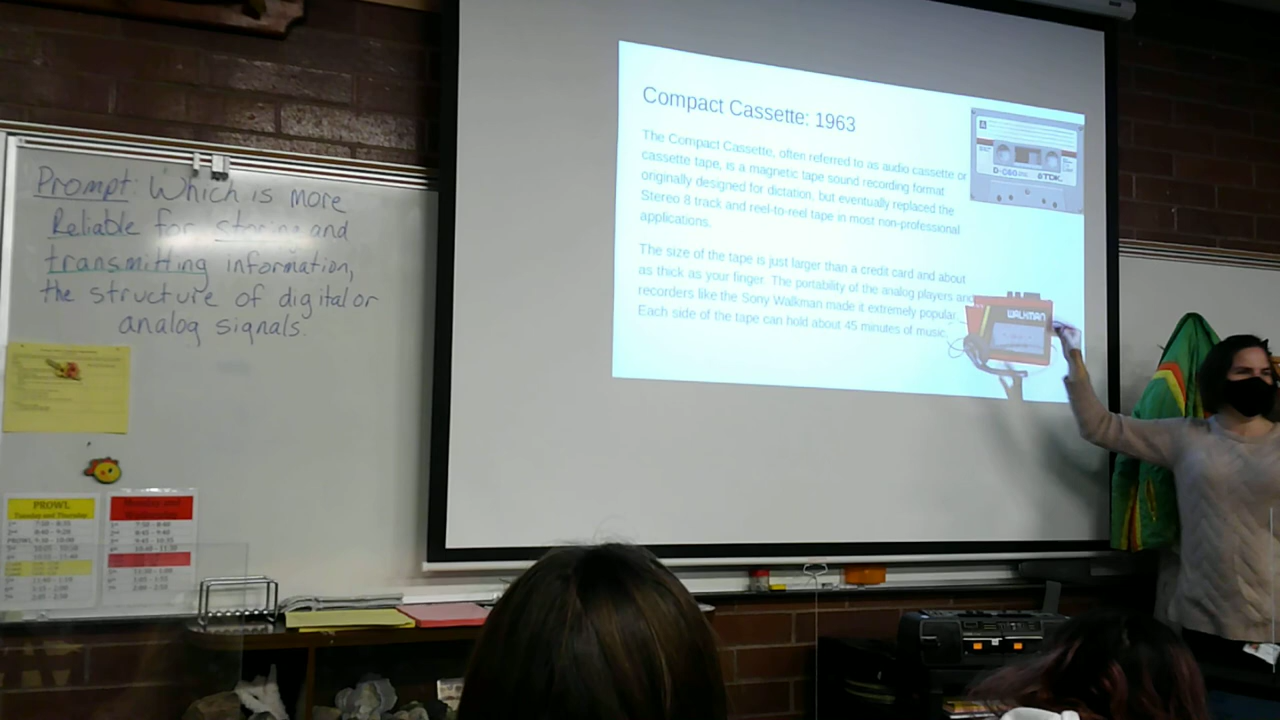 Prompt: Which is more
Reliable for storing and
transmitting information,
the structure of digital or
analog signals.
PROWL
Tuesday and Thursday
Compact Cassette: 1963
The Compact Cassette, often referred to as audio cassette or
cassette tape, is a magnetic tape sound recording format
originally designed for dictation, but eventually replaced the
Stereo 8 track and reel-to-reel tape in most non-professional
applications.
The size of the tape is just larger than a credit card and about
as thick as your finger. The portability of the analog players and
recorders like the Sony Walkman made it extremely popular.
Each side of the tape can hold about 45 minutes of music.
A
D-C60
TDK
WALKMAN